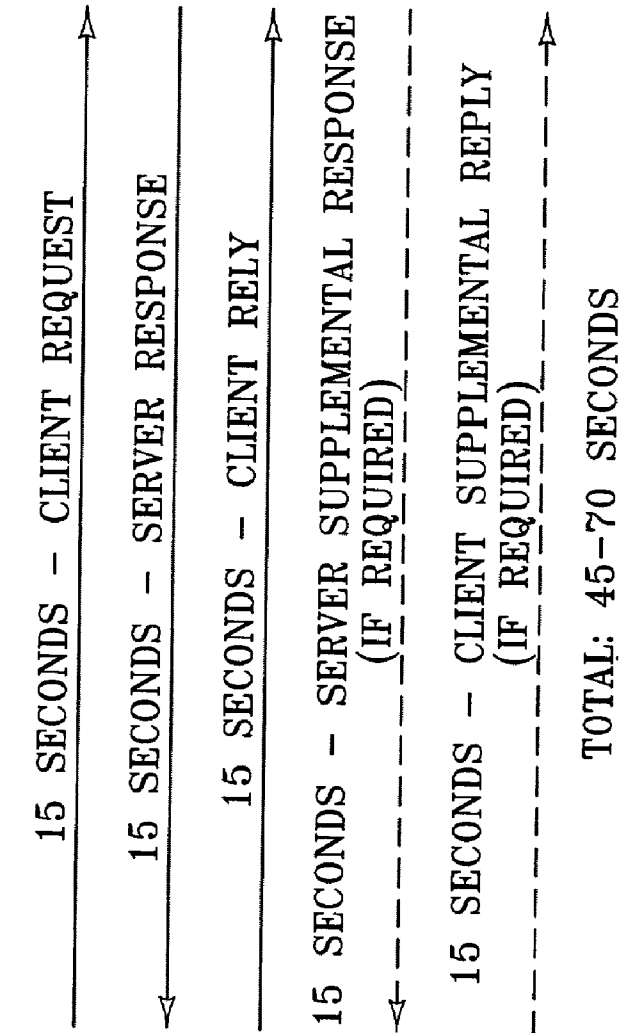 15 SECONDS - CLIENT REQUEST
15 SECONDS - SERVER RESPONSE
15 SECONDS - CLIENT RELY
15 SECONDS - SERVER SUPPLEMENTAL RESPONSE
(IF REQUIRED)
15 SECONDS - CLIENT SUPPLEMENTAL REPLY
(IF REQUIRED)
TOTAL: 45-70 SECONDS